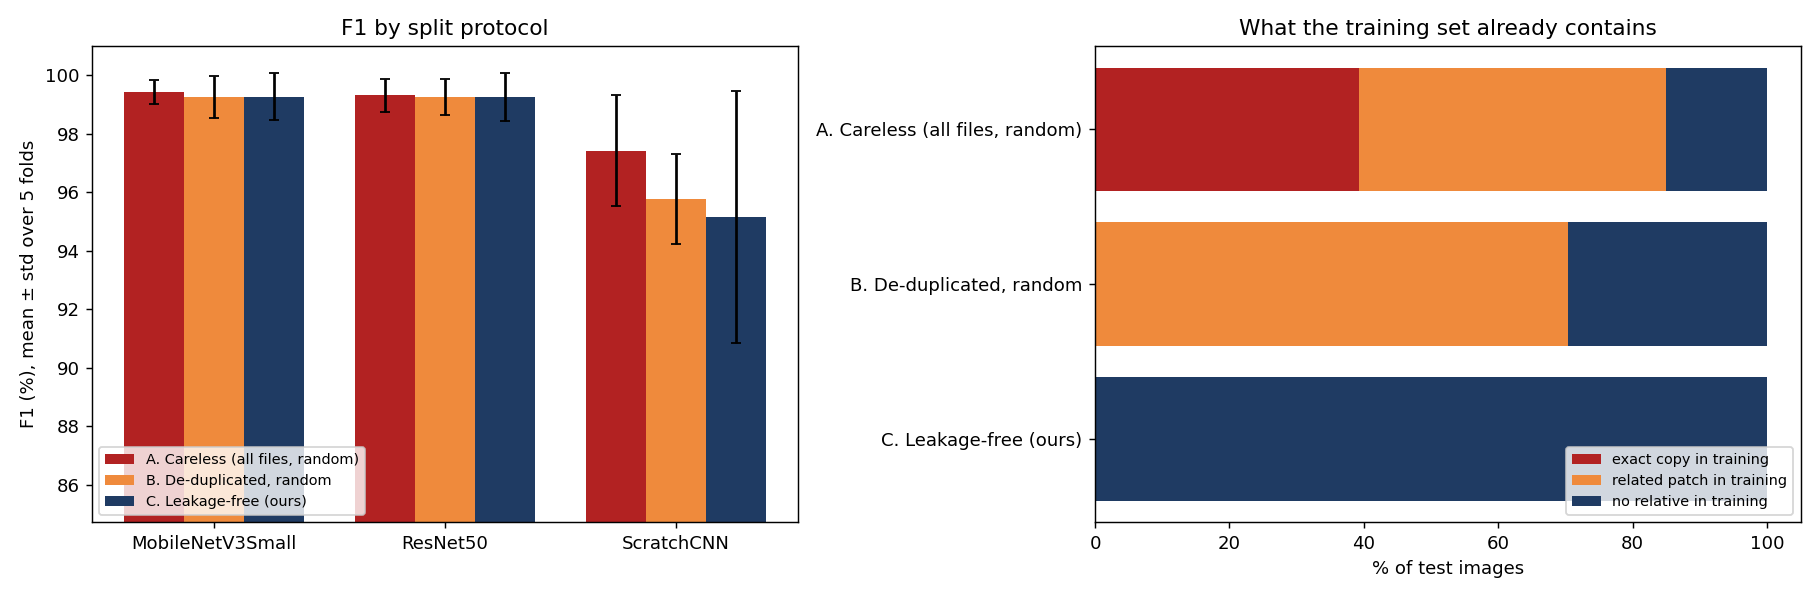 F1 by split protocol
F1 (%), mean ± std over 5 folds
100
98
96
94
92
90
88
86
A. Careless (all files, random)
B. De-duplicated, random
C. Leakage-free (ours)
MobileNetV3Small
ResNet50
ScratchCNN
What the training set already contains
A. Careless (all files, random)
B. De-duplicated, random
C. Leakage-free (ours)
exact copy in training
related patch in training
no relative in training
0
20
40
60
80
100
% of test images